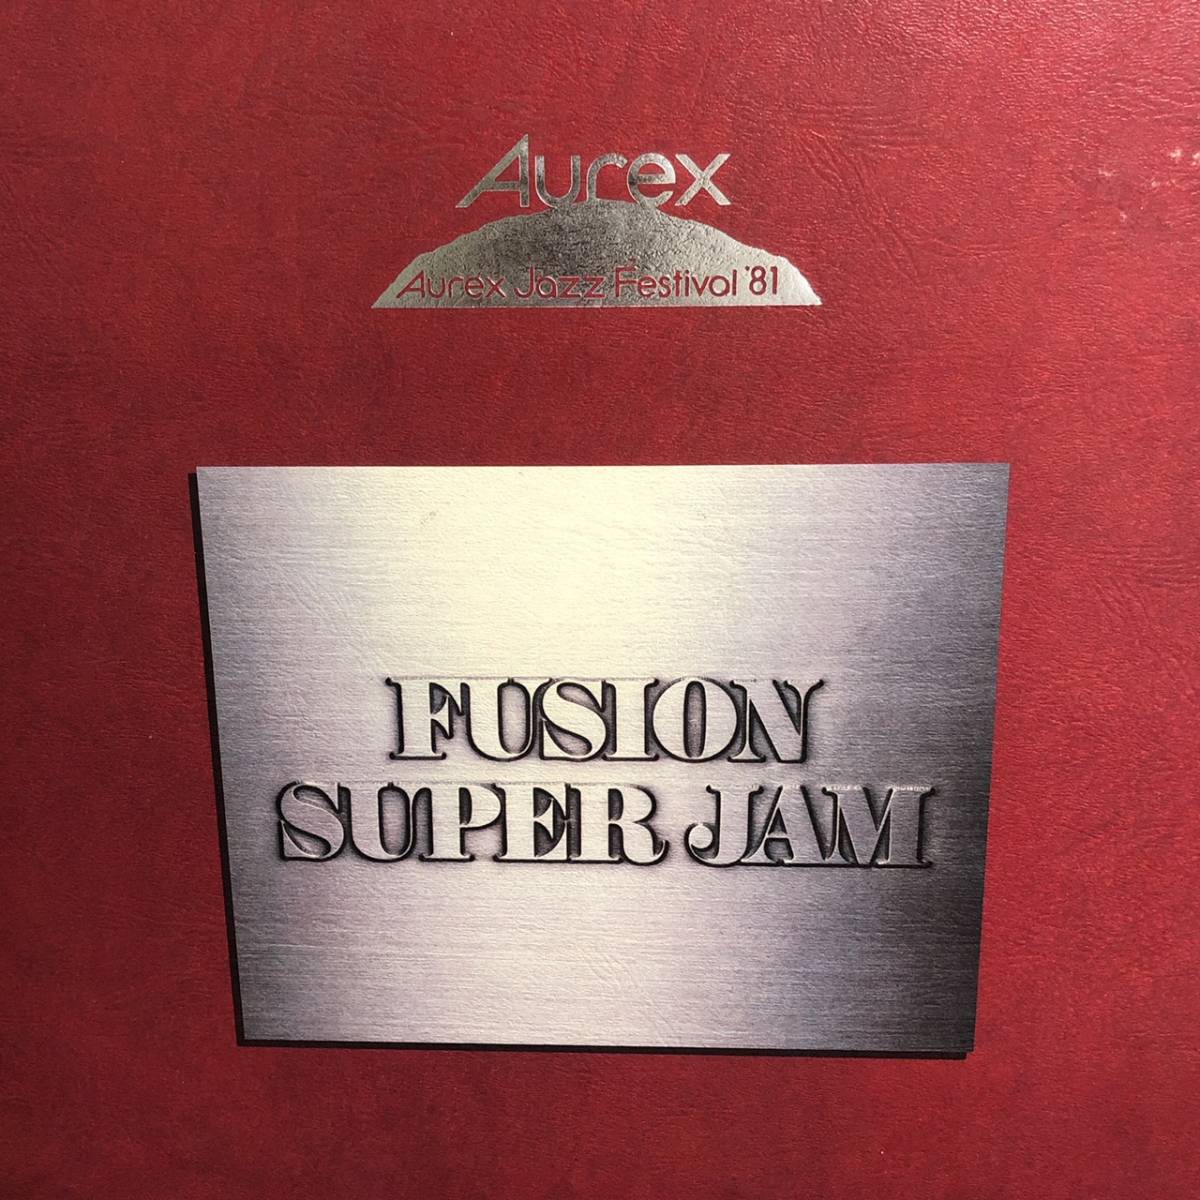 Aurex
Aurex Jazz Festival '81
FUSION
SUPER JAM